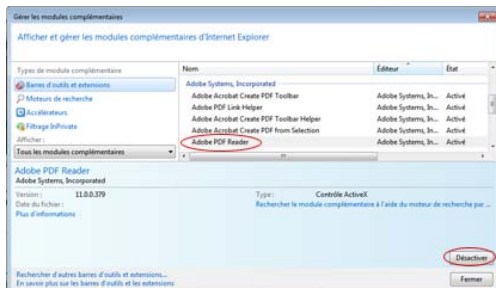 Gérer les modules complémentaires
Afficher et gérer les modules complémentaires d'Internet Explorer
Types de module complémentaire
Barres d'outils et extensions
Moteurs de recherche
Accélérateurs
Filtrage InPrivate
Afficher :
Tous les modules complémentaires
Nom Éditeur État
Adobe Systems, Incorporated
Adobe Acrobat Create PDF Toolbar Adobe Systems, In... Activé
Adobe PDF Link Helper Adobe Systems, In... Activé
Adobe Acrobat Create PDF Toolbar Helper Adobe Systems, In... Activé
Adobe Acrobat Create PDF from Selection Adobe Systems, In... Activé
Adobe PDF Reader Adobe Systems, In... Activé
Adobe PDF Reader
Adobe Systems, Incorporated
Version : 11.0.0.379 Type : Contrôle ActiveX
Date du fichier : Rechercher le module complémentaire à l'aide du moteur de recherche par ...
Plus d'informations
Désactiver
Rechercher d'autres barres d'outils et extensions...
En savoir plus sur les barres d'outils et les extensions
Fermer